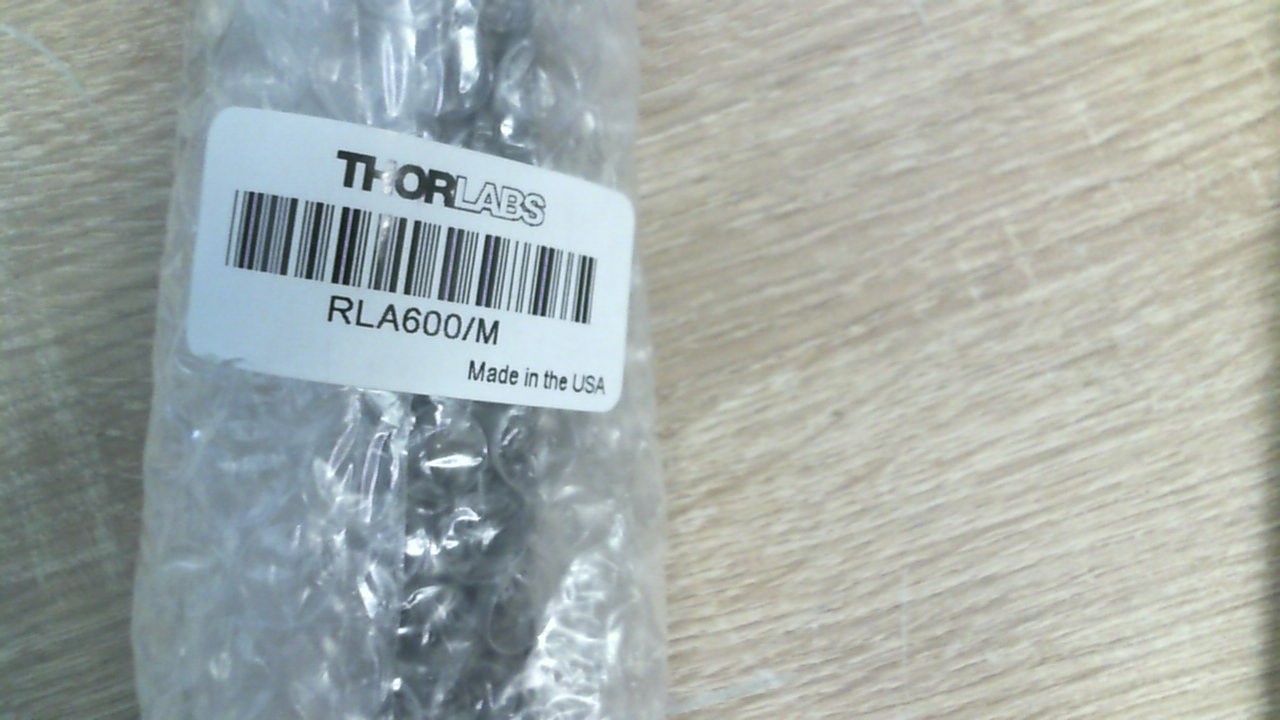 THORLABS
RLA600/M
Made in the USA